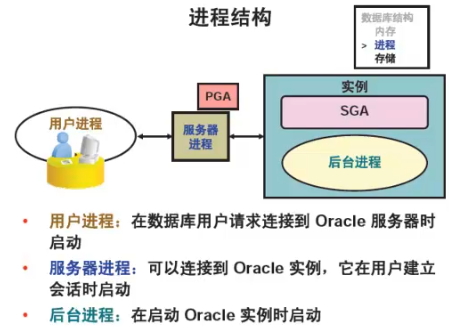 进程结构
数据库结构
内存
> 进程
存储
用户进程
PGA
服务器
进程
实例
SGA
后台进程
• 用户进程：在数据库用户请求连接到 Oracle 服务器时
启动
• 服务器进程：可以连接到 Oracle 实例，它在用户建立
会话时启动
• 后台进程：在启动 Oracle 实例时启动